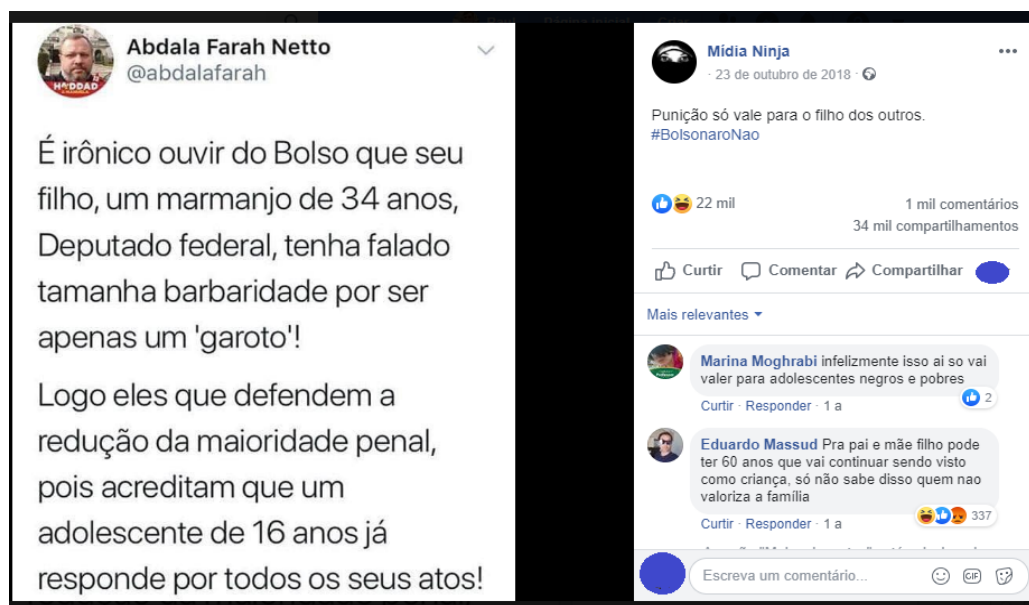 Abdala Farah Netto
@abdalafarah
É irônico ouvir do Bolso que seu
filho, um marmanjo de 34 anos,
Deputado federal, tenha falado
tamanha barbaridade por ser
apenas um 'garoto'!
Logo eles que defendem a
redução da maioridade penal,
pois acreditam que um
adolescente de 16 anos já
responde por todos os seus atos!
Mídia Ninja
· 23 de outubro de 2018 ·
Punição só vale para o filho dos outros.
#BolsonaroNao
22 mil
1 mil comentários
34 mil compartilhamentos
Curtir Comentar Compartilhar
Mais relevantes
Marina Moghrabi infelizmente isso ai so vai
valer para adolescentes negros e pobres
2
Curtir · Responder · 1 a
Eduardo Massud Pra pai e mãe filho pode
ter 60 anos que vai continuar sendo visto
como criança, só não sabe disso quem nao
valoriza a família
337
Curtir · Responder · 1 a
Escreva um comentário...
GIF